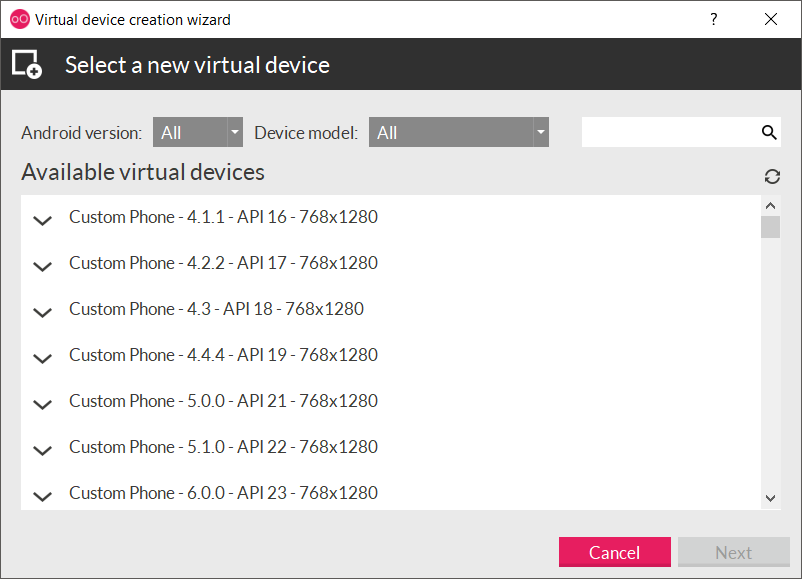 Virtual device creation wizard
Select a new virtual device
Android version: All Device model: All
Available virtual devices
Custom Phone - 4.1.1 - API 16 - 768x1280
Custom Phone - 4.2.2 - API 17 - 768x1280
Custom Phone - 4.3 - API 18 - 768x1280
Custom Phone - 4.4.4 - API 19 - 768x1280
Custom Phone - 5.0.0 - API 21 - 768x1280
Custom Phone - 5.1.0 - API 22 - 768x1280
Custom Phone - 6.0.0 - API 23 - 768x1280
Cancel Next